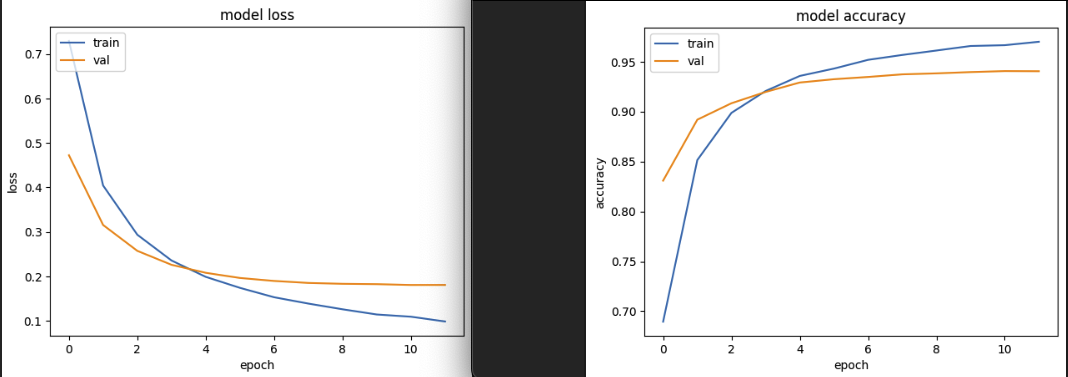 model loss
train
val
0.7
0.6
0.5
0.4
0.3
0.2
0.1
loss
0 2 4 6 8 10
epoch
model accuracy
train
val
0.95
0.90
0.85
0.80
0.75
0.70
accuracy
0 2 4 6 8 10
epoch